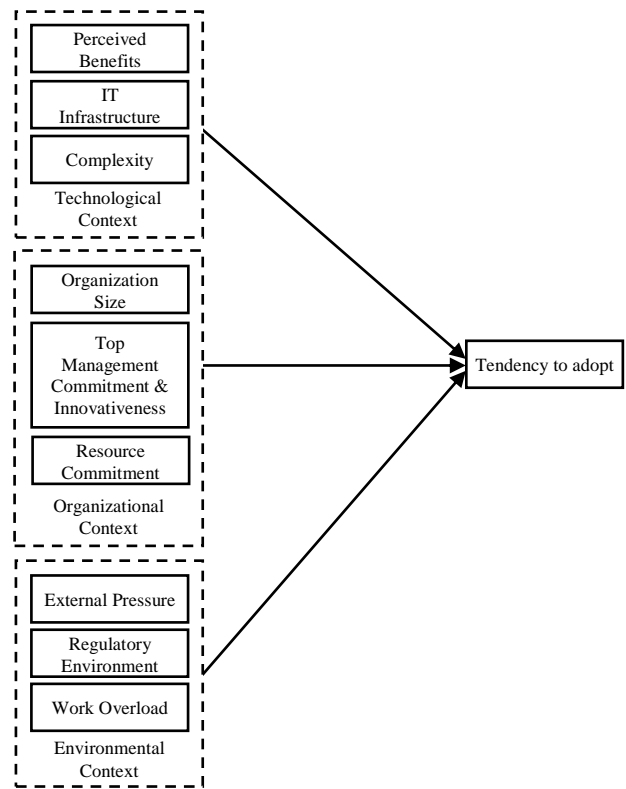 Perceived
Benefits
IT
Infrastructure
Complexity
Technological
Context
Organization
Size
Top
Management
Commitment &
Innovativeness
Resource
Commitment
Organizational
Context
Tendency to adopt
External Pressure
Regulatory
Environment
Work Overload
Environmental
Context